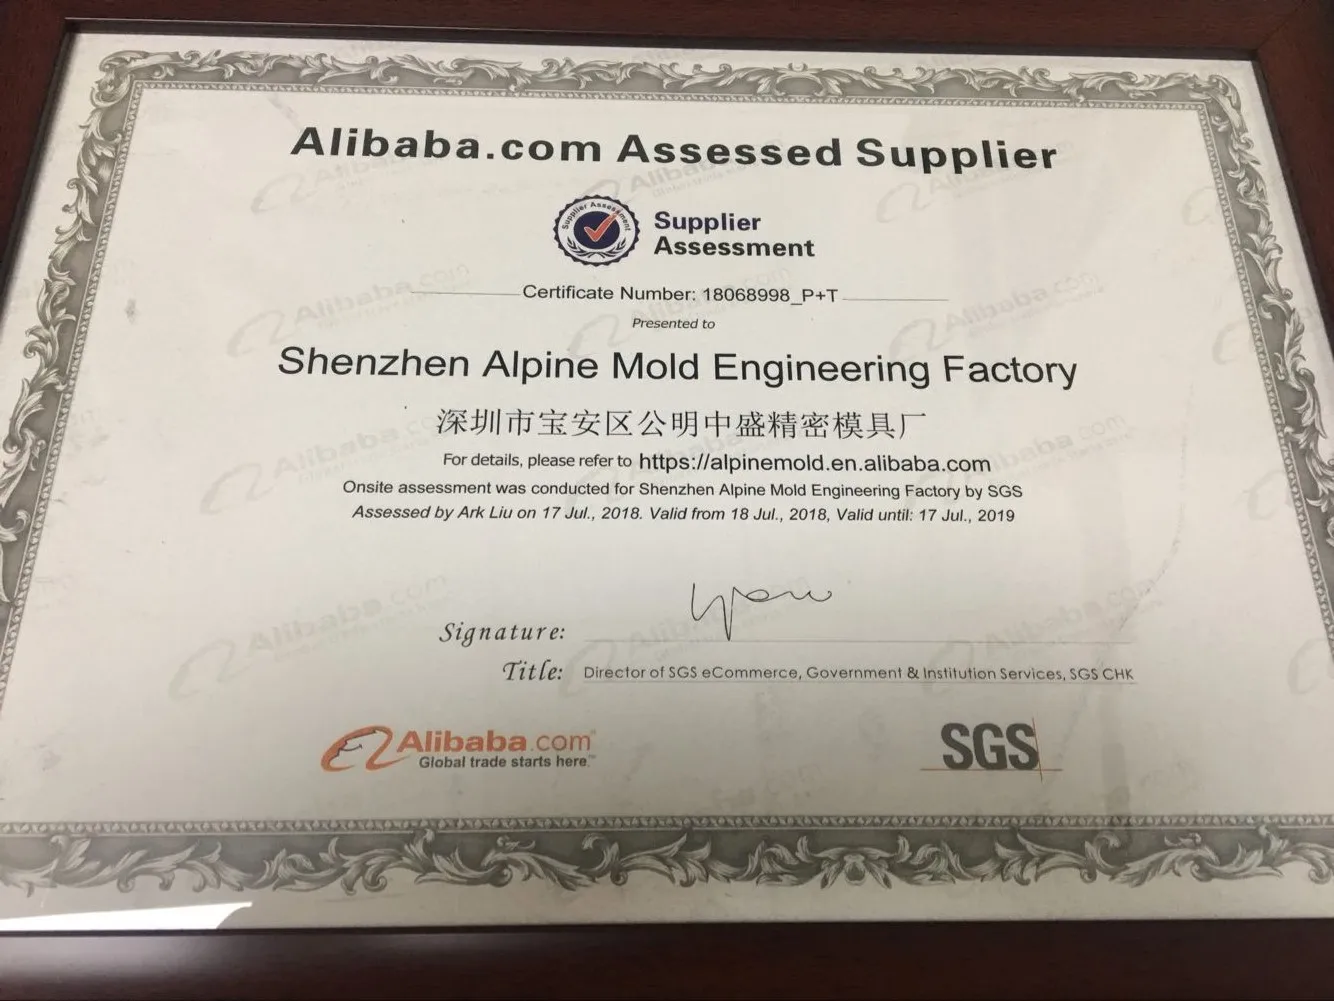 Alibaba.com Assessed Supplier
Supplier Assessment
Supplier
Assessment
Certificate Number: 18068998_P+T
Presented to
Shenzhen Alpine Mold Engineering Factory
深圳市宝安区公明中盛精密模具厂
For details, please refer to https://alpinemold.en.alibaba.com
Onsite assessment was conducted for Shenzhen Alpine Mold Engineering Factory by SGS
Assessed by Ark Liu on 17 Jul., 2018. Valid from 18 Jul., 2018, Valid until: 17 Jul., 2019
Signature:
Title: Director of SGS eCommerce, Government & Institution Services, SGS CHK
Alibaba.com
Global trade starts here.™
SGS